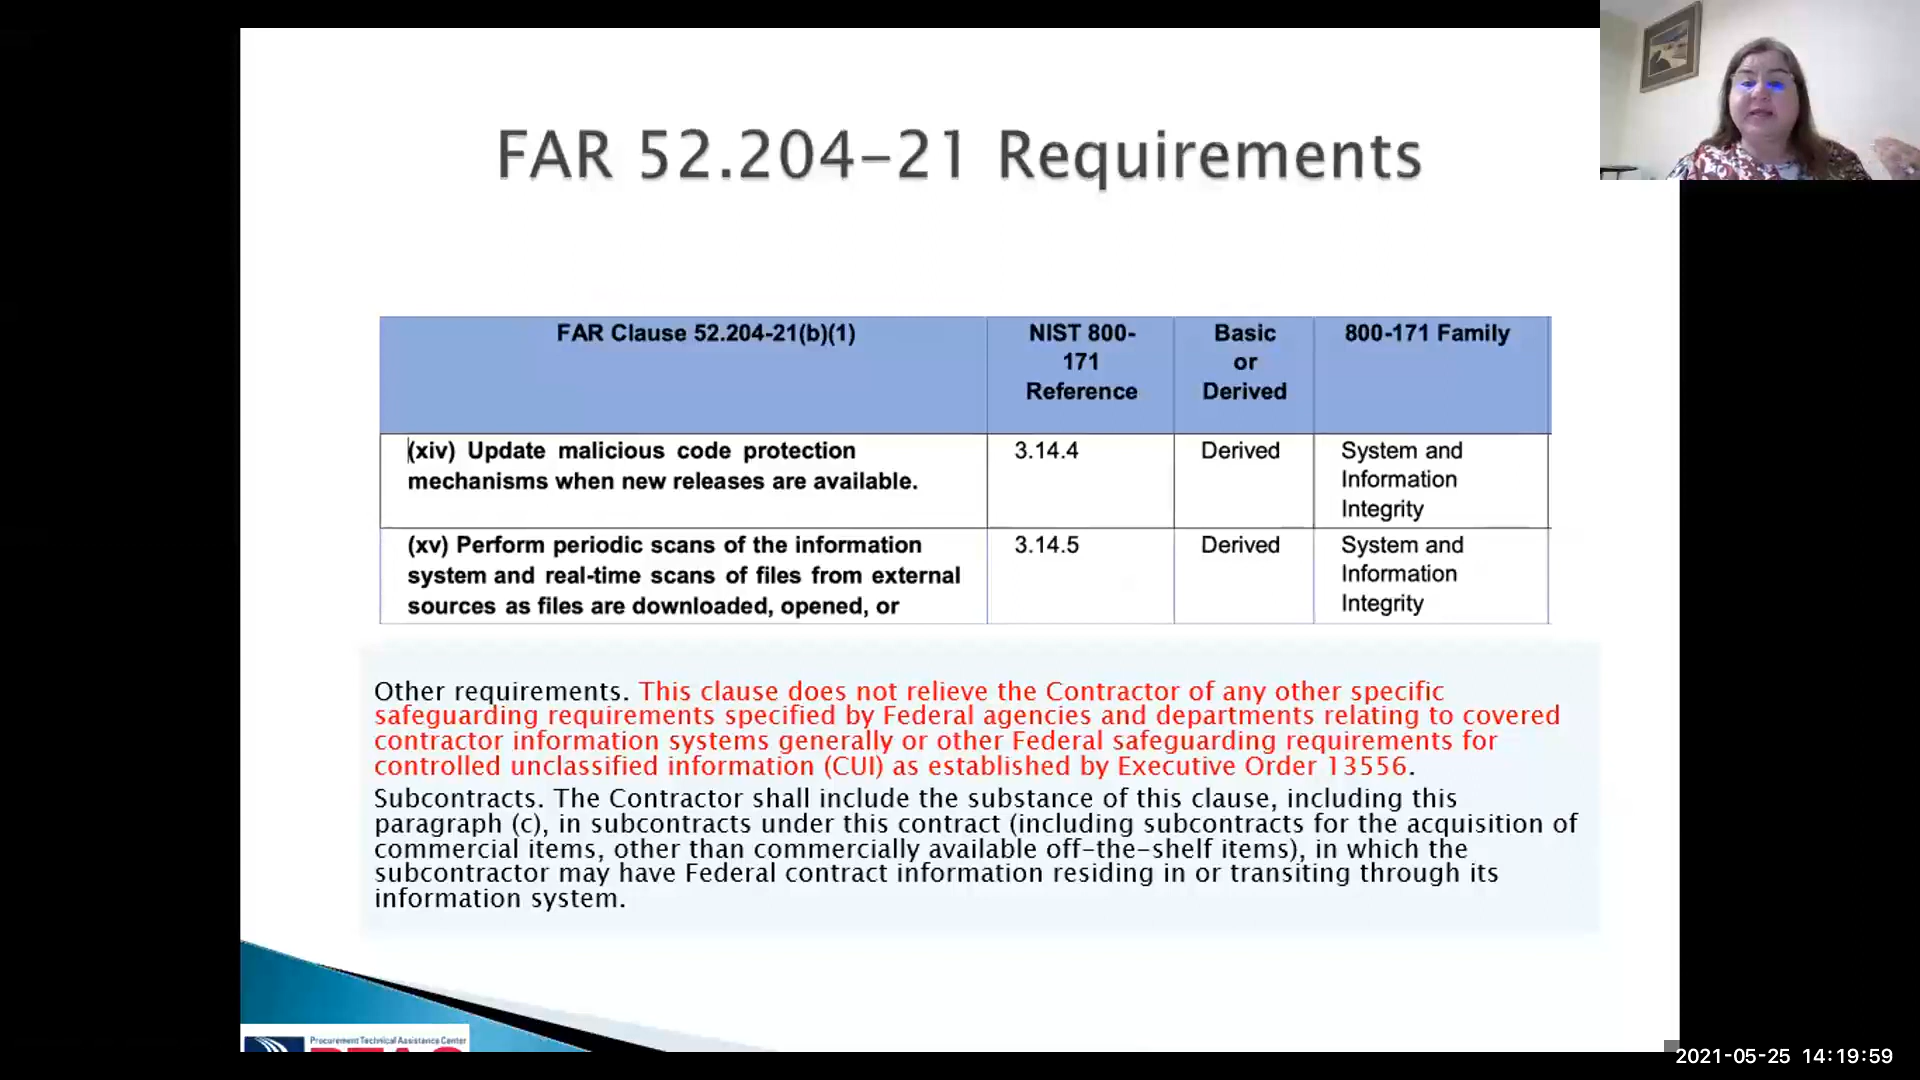 FAR 52.204-21 Requirements
FAR Clause 52.204-21(b)(1)
NIST 800-
171
Reference
Basic
or
Derived
800-171 Family
(xiv) Update malicious code protection
mechanisms when new releases are available.
3.14.4
Derived
System and
Information
Integrity
(xv) Perform periodic scans of the information
system and real-time scans of files from external
sources as files are downloaded, opened, or
3.14.5
Derived
System and
Information
Integrity
Other requirements. This clause does not relieve the Contractor of any other specific
safeguarding requirements specified by Federal agencies and departments relating to covered
contractor information systems generally or other Federal safeguarding requirements for
controlled unclassified information (CUI) as established by Executive Order 13556.
Subcontracts. The Contractor shall include the substance of this clause, including this
paragraph (c), in subcontracts under this contract (including subcontracts for the acquisition of
commercial items, other than commercially available off-the-shelf items), in which the
subcontractor may have Federal contract information residing in or transiting through its
information system.
Procurement Technical Assistance Center
2021-05-25 14:19:59